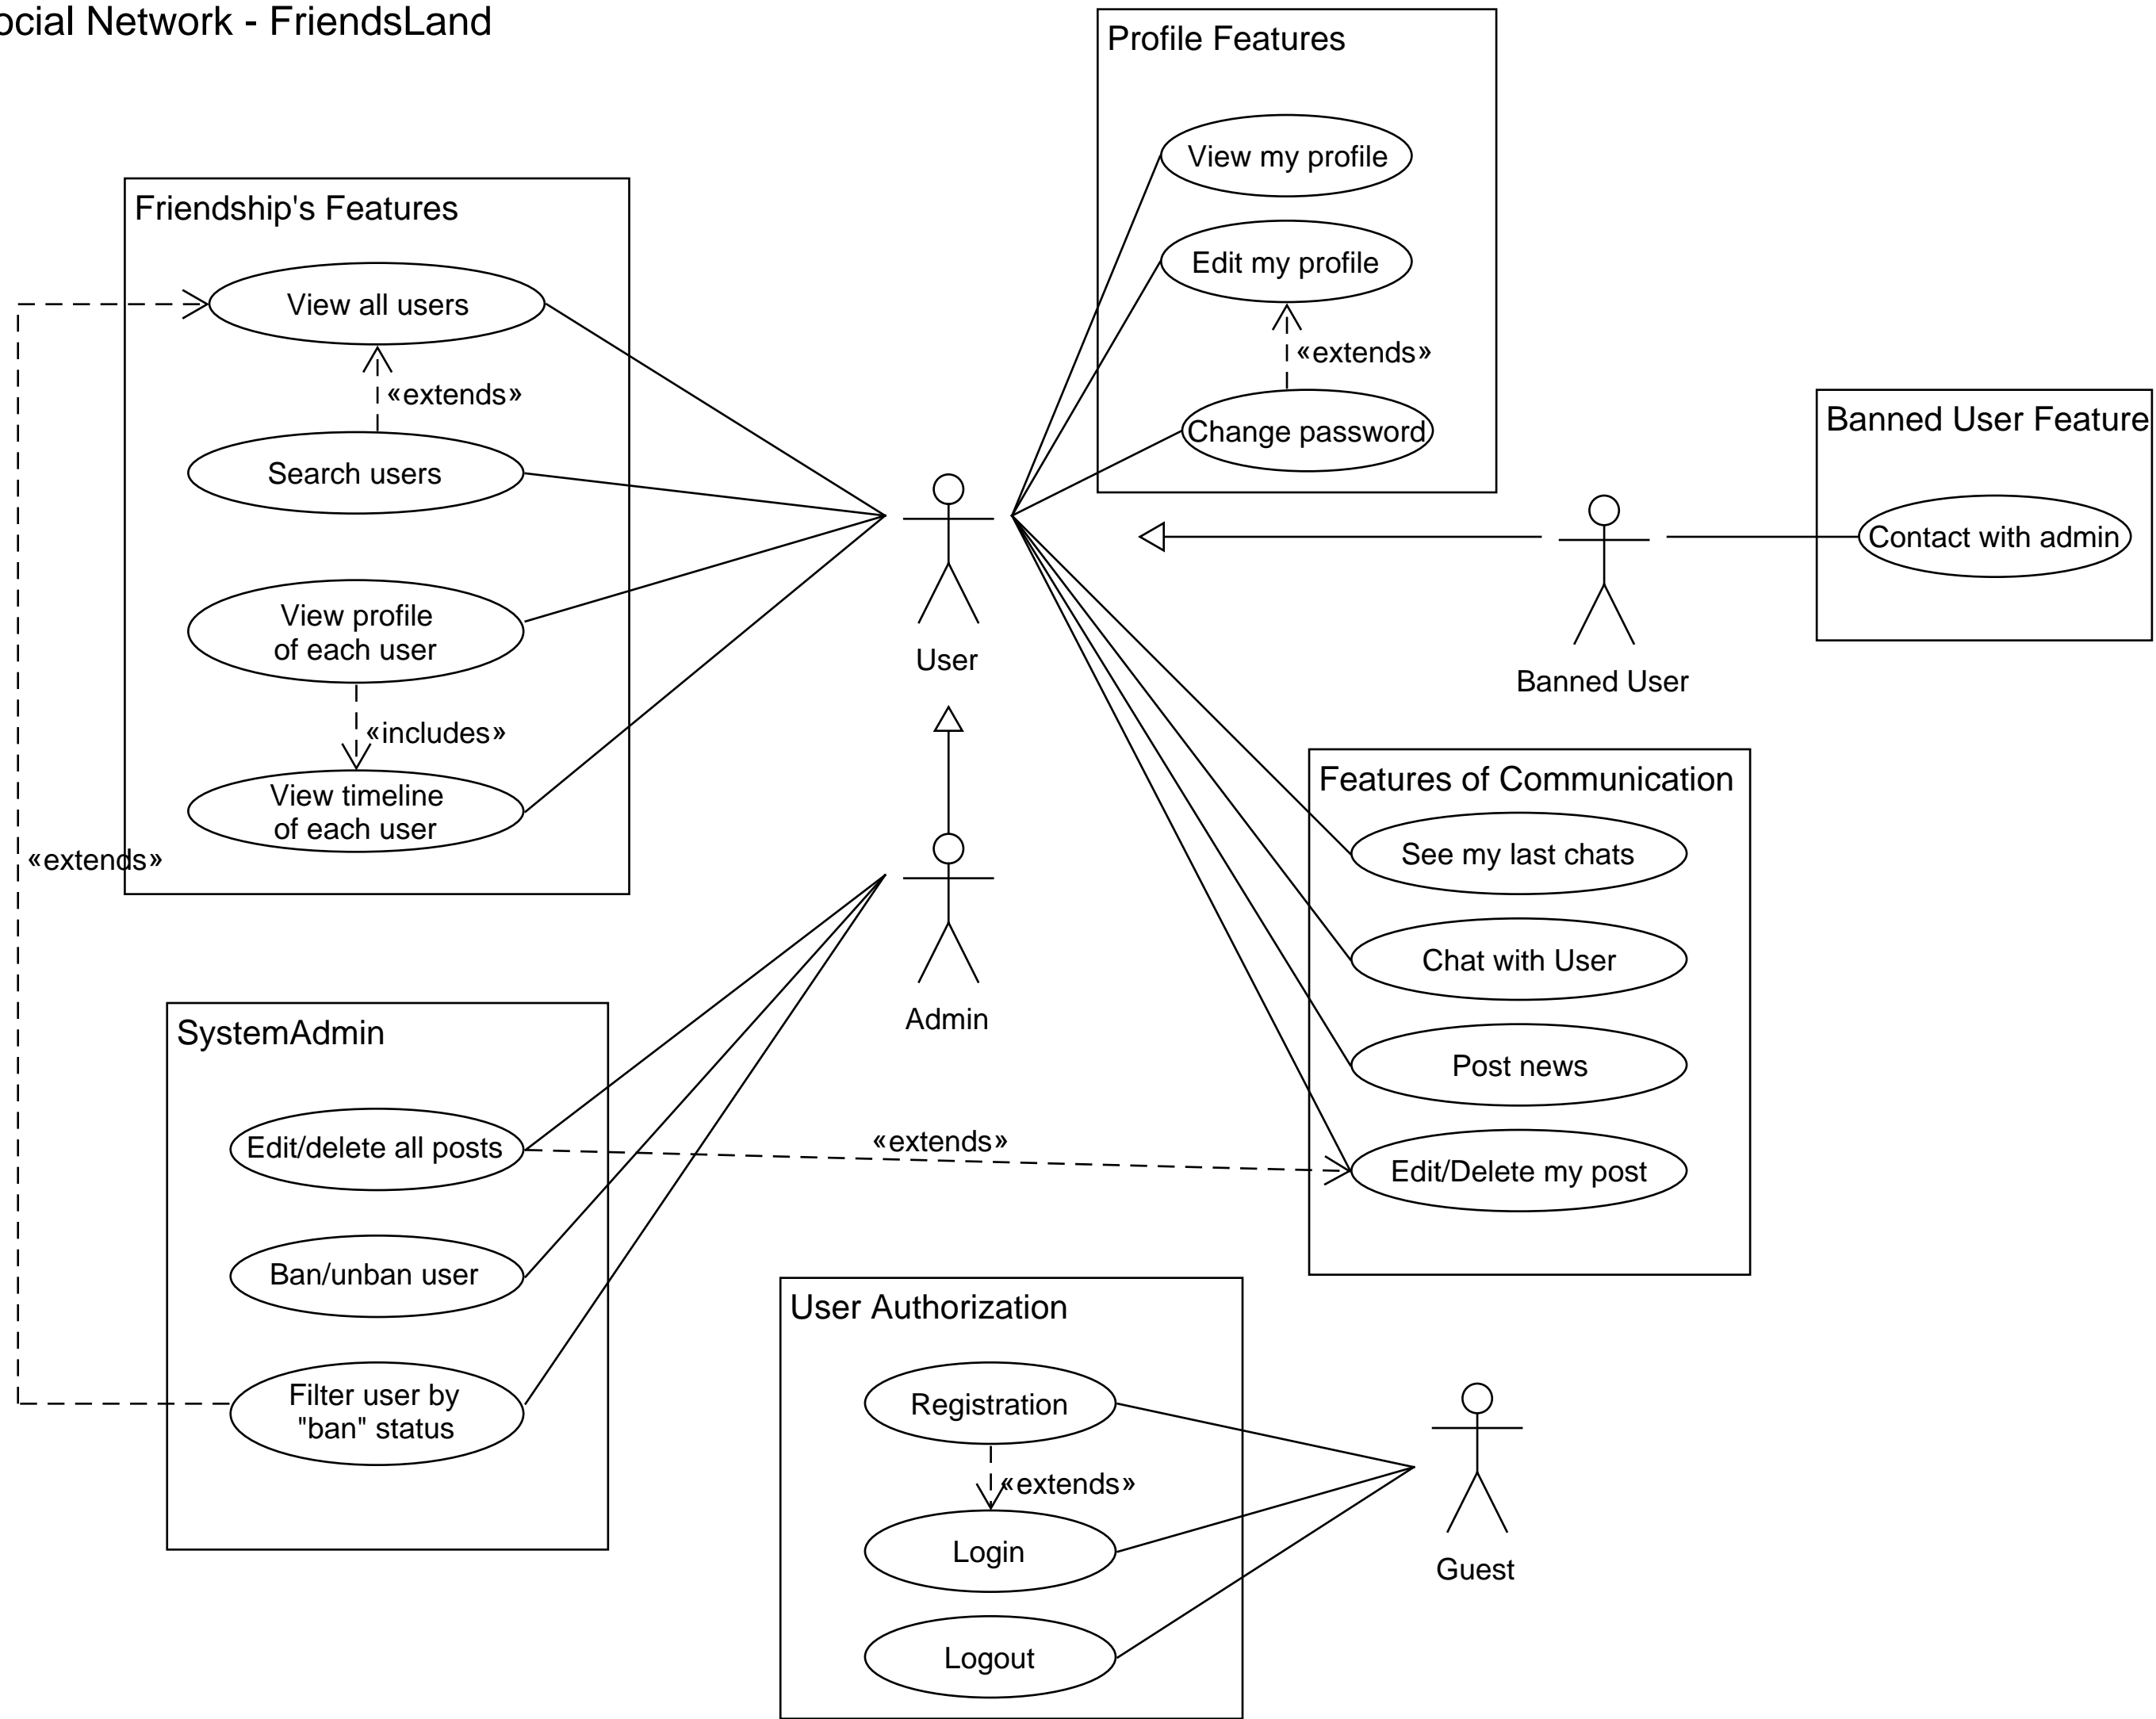 ocial Network - FriendsLand
Profile Features
View my profile
Edit my profile
«extends»
Change password
Friendship's Features
View all users
«extends»
Search users
View profile
of each user
«includes»
View timeline
of each user
«extends»
User
Banned User
Banned User Feature
Contact with admin
Features of Communication
See my last chats
Chat with User
Post news
Edit/Delete my post
Admin
SystemAdmin
Edit/delete all posts
«extends»
Ban/unban user
Filter user by
"ban" status
User Authorization
Registration
«extends»
Login
Logout
Guest